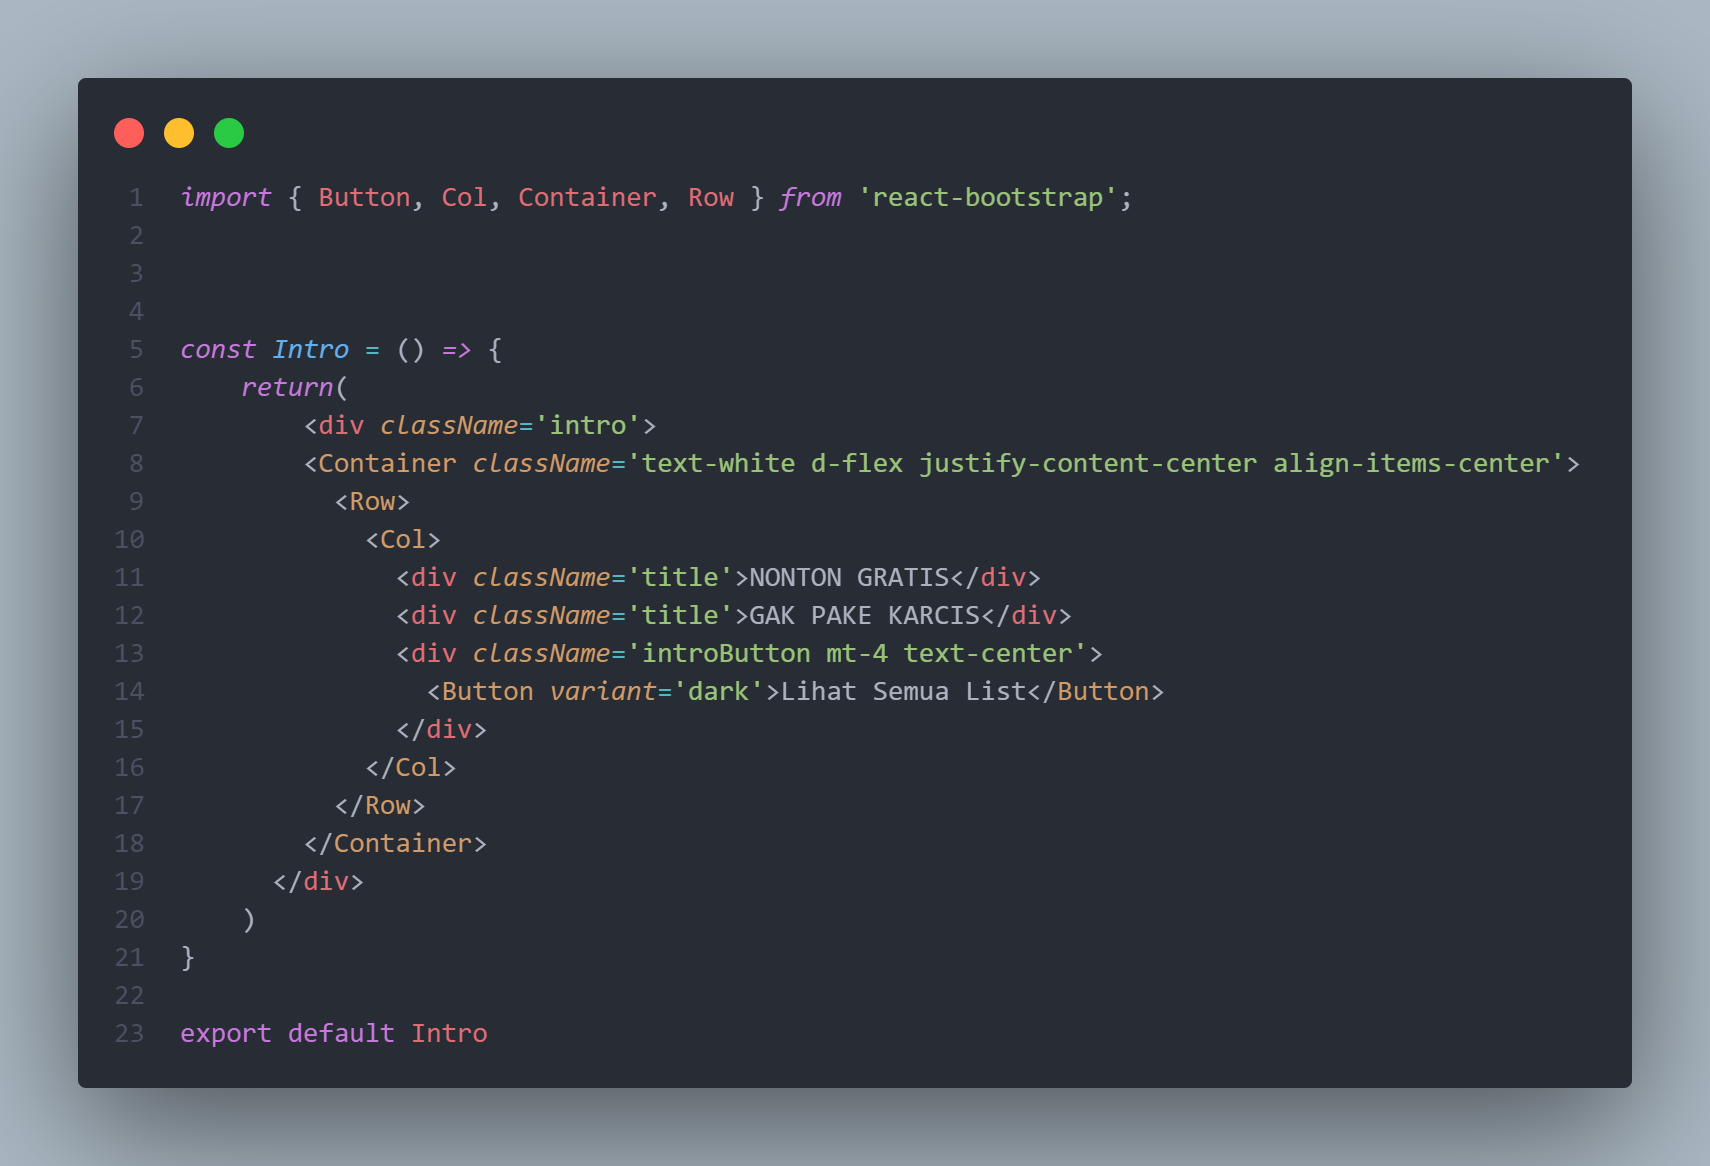 1 import { Button, Col, Container, Row } from 'react-bootstrap';
2
3
4
5 const Intro = () => {
6     return(
7         <div className='intro'>
8         <Container className='text-white d-flex justify-content-center align-items-center'>
9           <Row>
10             <Col>
11               <div className='title'>NONTON GRATIS</div>
12               <div className='title'>GAK PAKE KARCIS</div>
13               <div className='introButton mt-4 text-center'>
14                 <Button variant='dark'>Lihat Semua List</Button>
15               </div>
16             </Col>
17           </Row>
18         </Container>
19       </div>
20     )
21 }
22
23 export default Intro